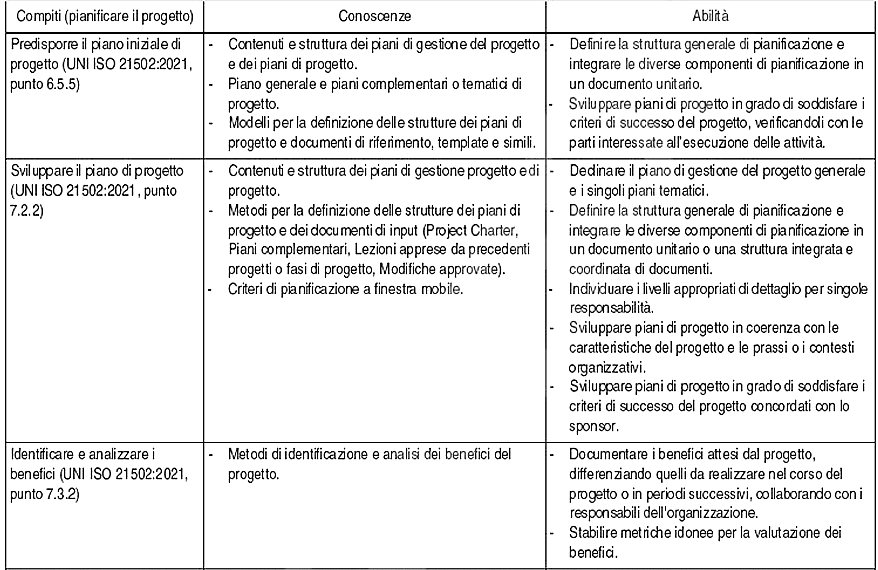 Compiti (pianificare il progetto)
Conoscenze
Abilità
Predisporre il piano iniziale di
progetto (UNI ISO 21502:2021,
punto 6.5.5)
- Contenuti e struttura dei piani di gestione del progetto
e dei piani di progetto.
- Piano generale e piani complementari o tematici di
progetto.
- Modelli per la definizione delle strutture dei piani di
progetto e documenti di riferimento, template e simili.
- Definire la struttura generale di pianificazione e
integrare le diverse componenti di pianificazione in
un documento unitario.
- Sviluppare piani di progetto in grado di soddisfare i
criteri di successo del progetto, verificandoli con le
parti interessate all'esecuzione delle attività.
Sviluppare il piano di progetto
(UNI ISO 21502:2021, punto
7.2.2)
- Contenuti e struttura dei piani di gestione progetto e di
progetto.
- Metodi per la definizione delle strutture dei piani di
progetto e dei documenti di input (Project Charter,
Piani complementari, Lezioni apprese da precedenti
progetti o fasi di progetto, Modifiche approvate).
- Criteri di pianificazione a finestra mobile.
- Dedinare il piano di gestione del progetto generale
e i singoli piani tematici.
- Definire la struttura generale di pianificazione e
integrare le diverse componenti di pianificazione in
un documento unitario o una struttura integrata e
coordinata di documenti.
- Individuare i livelli appropriati di dettaglio per singole
responsabilità.
- Sviluppare piani di progetto in coerenza con le
caratteristiche del progetto e le prassi o i contesti
organizzativi.
- Sviluppare piani di progetto in grado di soddisfare i
criteri di successo del progetto concordati con lo
sponsor.
Identificare e analizzare i
benefici (UNI ISO 21502:2021,
punto 7.3.2)
- Metodi di identificazione e analisi dei benefici del
progetto.
- Documentare i benefici attesi dal progetto,
differenziando quelli da realizzare nel corso del
progetto o in periodi successivi, collaborando con i
responsabili dell'organizzazione.
- Stabilire metriche idonee per la valutazione dei
benefici.